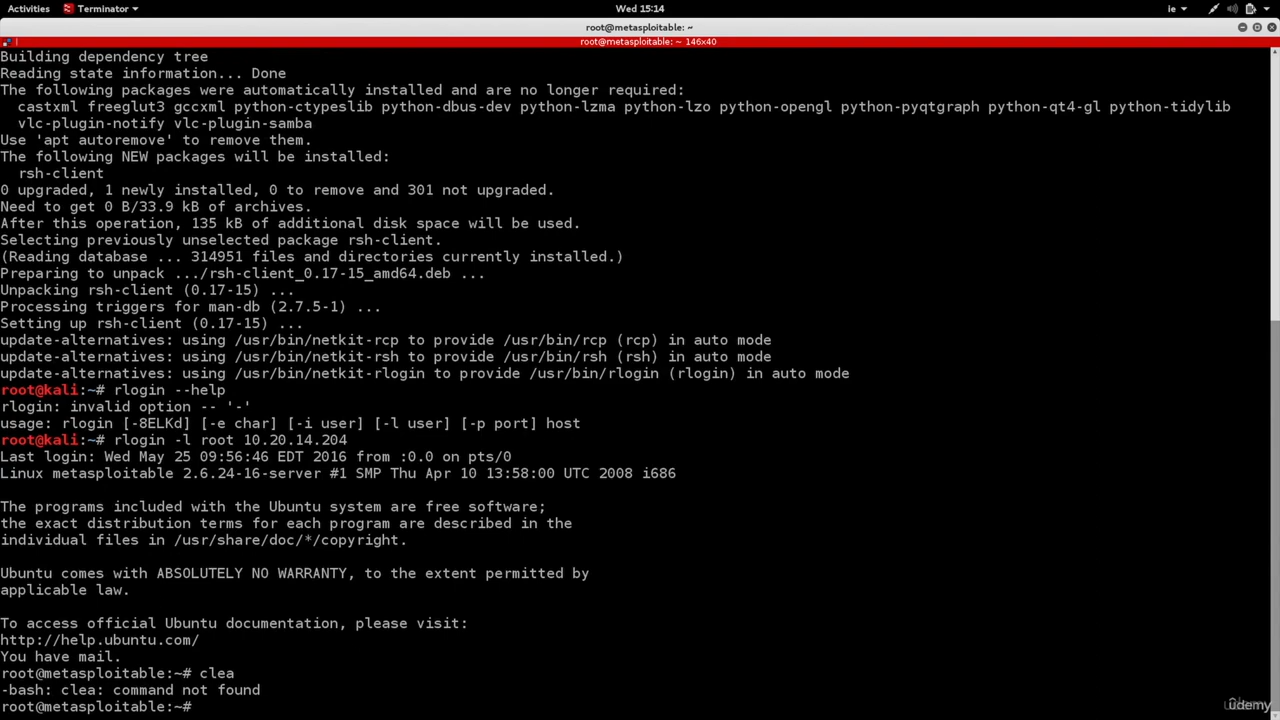 Activities Terminator Wed 15:14 ie
root@metasploitable: ~
root@metasploitable: ~ 146x40
Building dependency tree
Reading state information... Done
The following packages were automatically installed and are no longer required:
  castxml freeglut3 gccxml python-ctypeslib python-dbus-dev python-lzma python-lzo python-opengl python-pyqtgraph python-qt4-gl python-tidylib
  vlc-plugin-notify vlc-plugin-samba
Use 'apt autoremove' to remove them.
The following NEW packages will be installed:
  rsh-client
0 upgraded, 1 newly installed, 0 to remove and 301 not upgraded.
Need to get 0 B/33.9 kB of archives.
After this operation, 135 kB of additional disk space will be used.
Selecting previously unselected package rsh-client.
(Reading database ... 314951 files and directories currently installed.)
Preparing to unpack .../rsh-client_0.17-15_amd64.deb ...
Unpacking rsh-client (0.17-15) ...
Processing triggers for man-db (2.7.5-1) ...
Setting up rsh-client (0.17-15) ...
update-alternatives: using /usr/bin/netkit-rcp to provide /usr/bin/rcp (rcp) in auto mode
update-alternatives: using /usr/bin/netkit-rsh to provide /usr/bin/rsh (rsh) in auto mode
update-alternatives: using /usr/bin/netkit-rlogin to provide /usr/bin/rlogin (rlogin) in auto mode
root@kali:~# rlogin --help
rlogin: invalid option -- '-'
usage: rlogin [-8ELKd] [-e char] [-i user] [-l user] [-p port] host
root@kali:~# rlogin -l root 10.20.14.204
Last login: Wed May 25 09:56:46 EDT 2016 from :0.0 on pts/0
Linux metasploitable 2.6.24-16-server #1 SMP Thu Apr 10 13:58:00 UTC 2008 i686
The programs included with the Ubuntu system are free software;
the exact distribution terms for each program are described in the
individual files in /usr/share/doc/*/copyright.
Ubuntu comes with ABSOLUTELY NO WARRANTY, to the extent permitted by
applicable law.
To access official Ubuntu documentation, please visit:
http://help.ubuntu.com/
You have mail.
root@metasploitable:~# clea
-bash: clea: command not found
root@metasploitable:~#
ûdemy